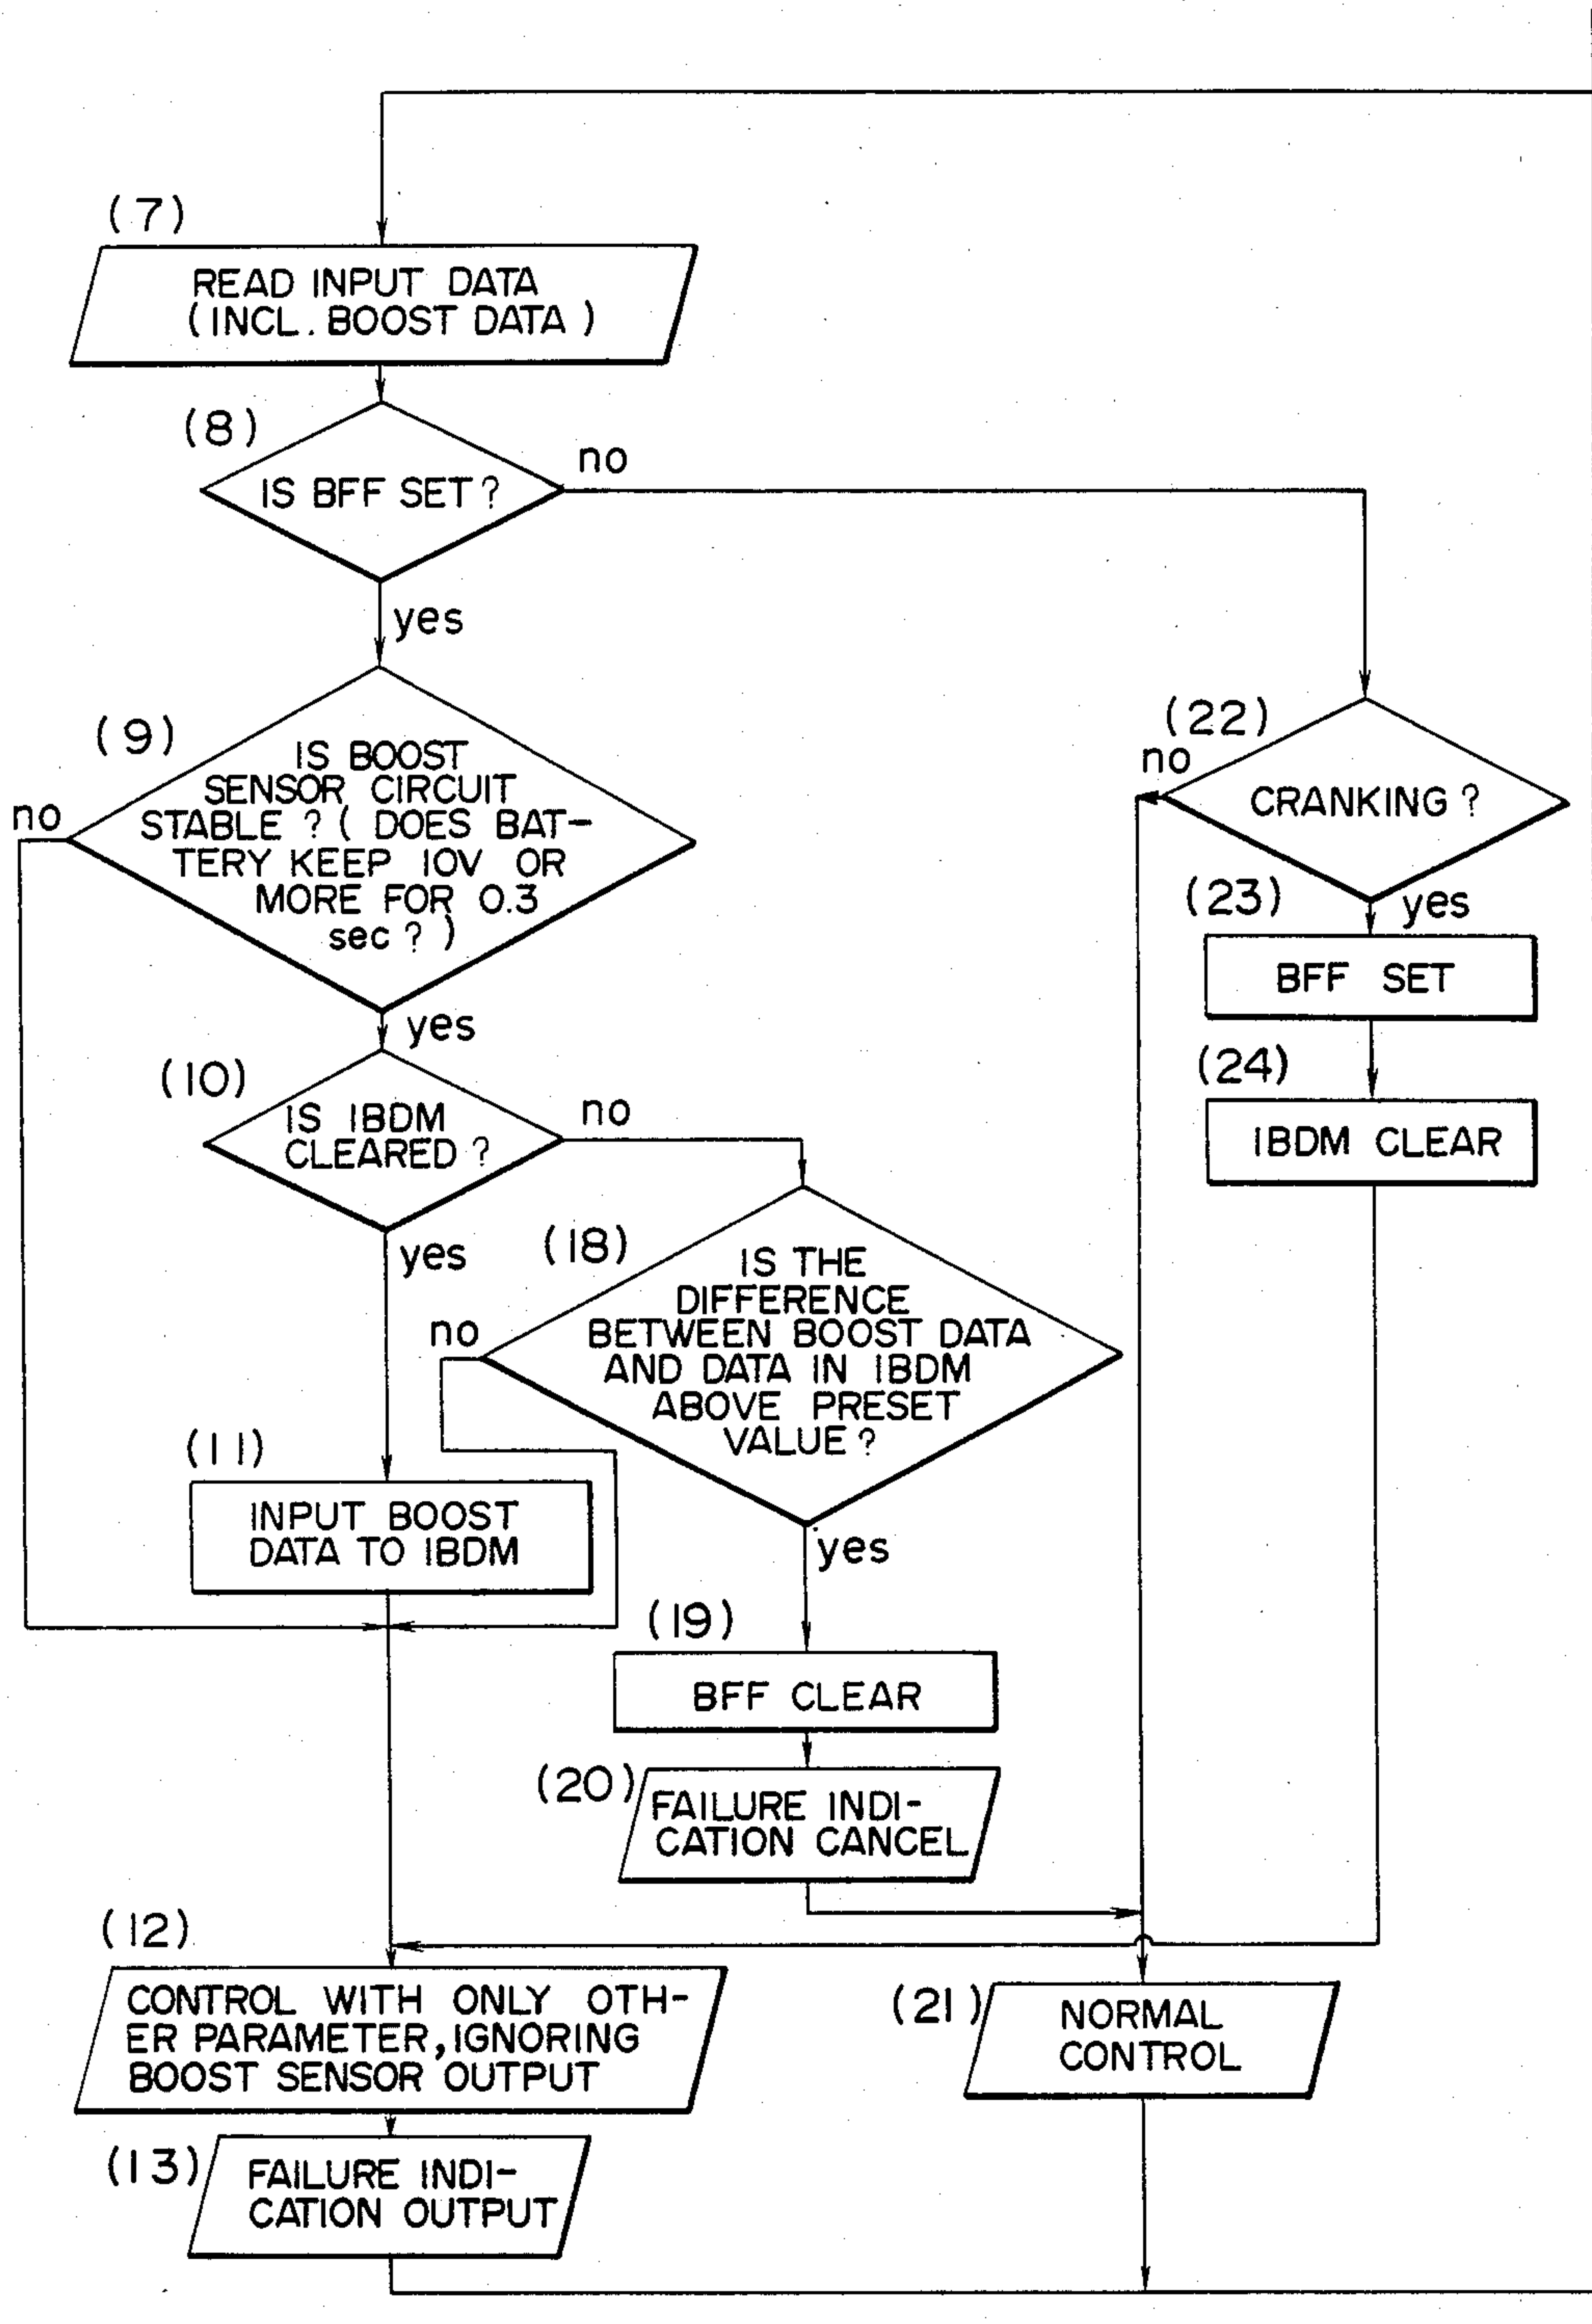 (7)
READ INPUT DATA
(INCL. BOOST DATA)
(8)
IS BFF SET?
no
yes
(9)
IS BOOST
SENSOR CIRCUIT
STABLE ? ( DOES BAT-
TERY KEEP 10V OR
MORE FOR 0.3
sec ? )
no
yes
(10)
IS IBDM
CLEARED ?
no
yes
(11)
INPUT BOOST
DATA TO IBDM
(18)
IS THE
DIFFERENCE
BETWEEN BOOST DATA
AND DATA IN IBDM
ABOVE PRESET
VALUE ?
no
yes
(19)
BFF CLEAR
(20)
FAILURE INDI-
CATION CANCEL
(22)
no
CRANKING ?
yes
(23)
BFF SET
(24)
IBDM CLEAR
(12)
CONTROL WITH ONLY OTH-
ER PARAMETER, IGNORING
BOOST SENSOR OUTPUT
(13)
FAILURE INDI-
CATION OUTPUT
(21)
NORMAL
CONTROL